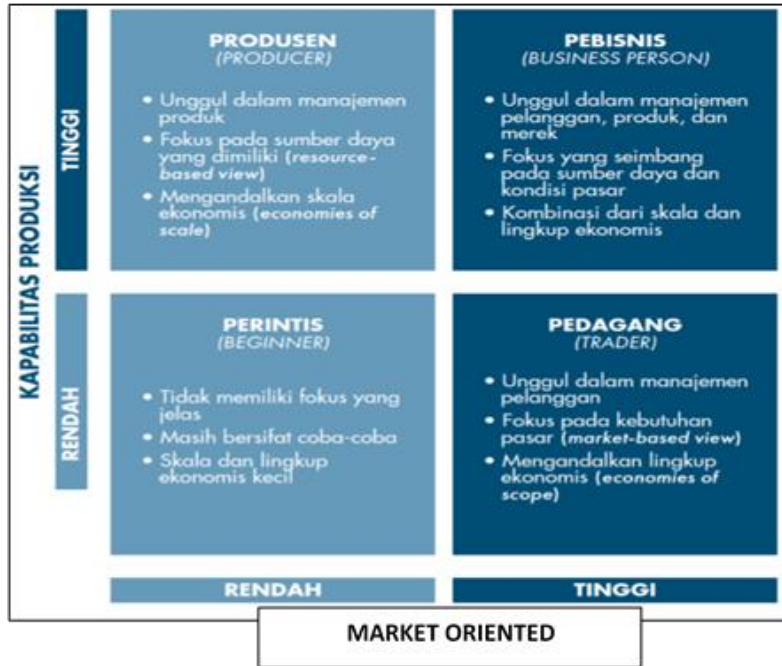 KAPABILITAS PRODUKSI
TINGGI
PRODUSEN
(PRODUCER)
• Unggul dalam manajemen
produk
• Fokus pada sumber daya
yang dimiliki (resource-
based view)
• Mengandalkan skala
ekonomis (economies of
scale)
PEBISNIS
(BUSINESS PERSON)
• Unggul dalam manajemen
pelanggan, produk, dan
merek
• Fokus yang seimbang
pada sumber daya dan
kondisi pasar
• Kombinasi dari skala dan
lingkup ekonomis
RENDAH
PERINTIS
(BEGINNER)
• Tidak memiliki fokus yang
jelas
• Masih bersifat coba-coba
• Skala dan lingkup
ekonomis kecil
PEDAGANG
(TRADER)
• Unggul dalam manajemen
pelanggan
• Fokus pada kebutuhan
pasar (market-based view)
• Mengandalkan lingkup
ekonomis (economies of
scope)
RENDAH
TINGGI
MARKET ORIENTED